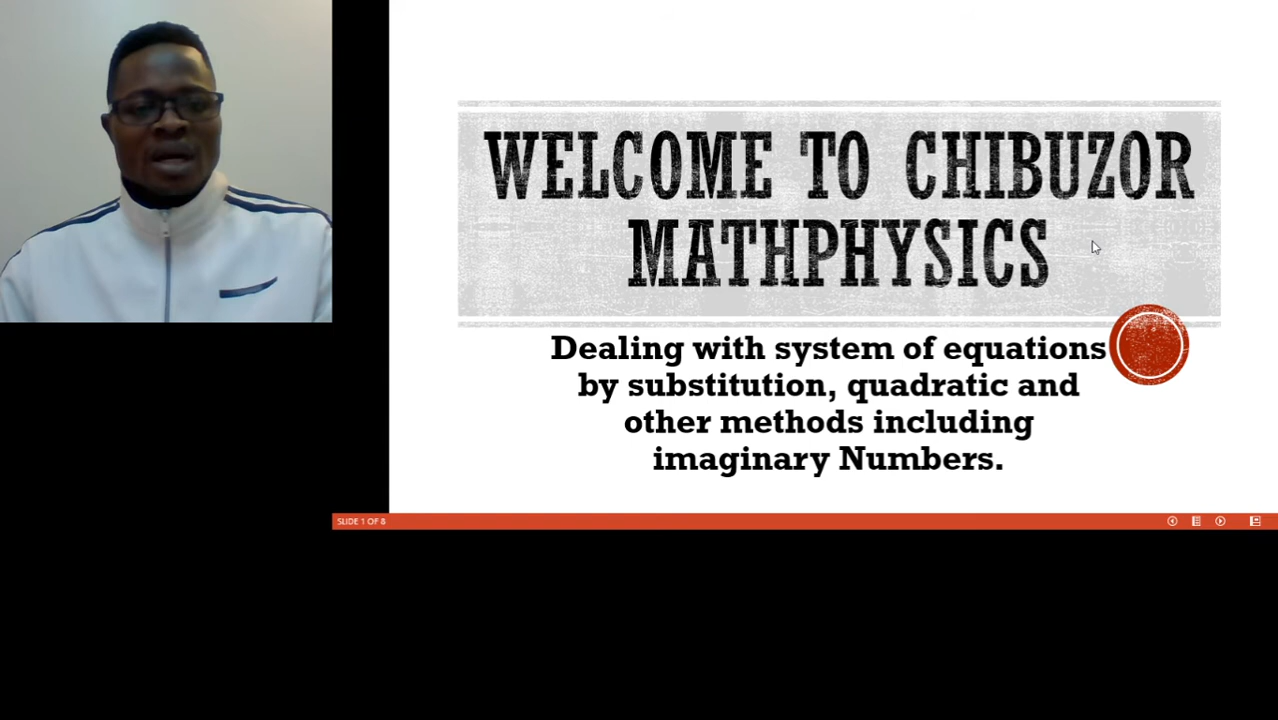 WELCOME TO CHIBUZOR
MATHPHYSICS
Dealing with system of equations
by substitution, quadratic and
other methods including
imaginary Numbers.
SLIDE 1 OF 8